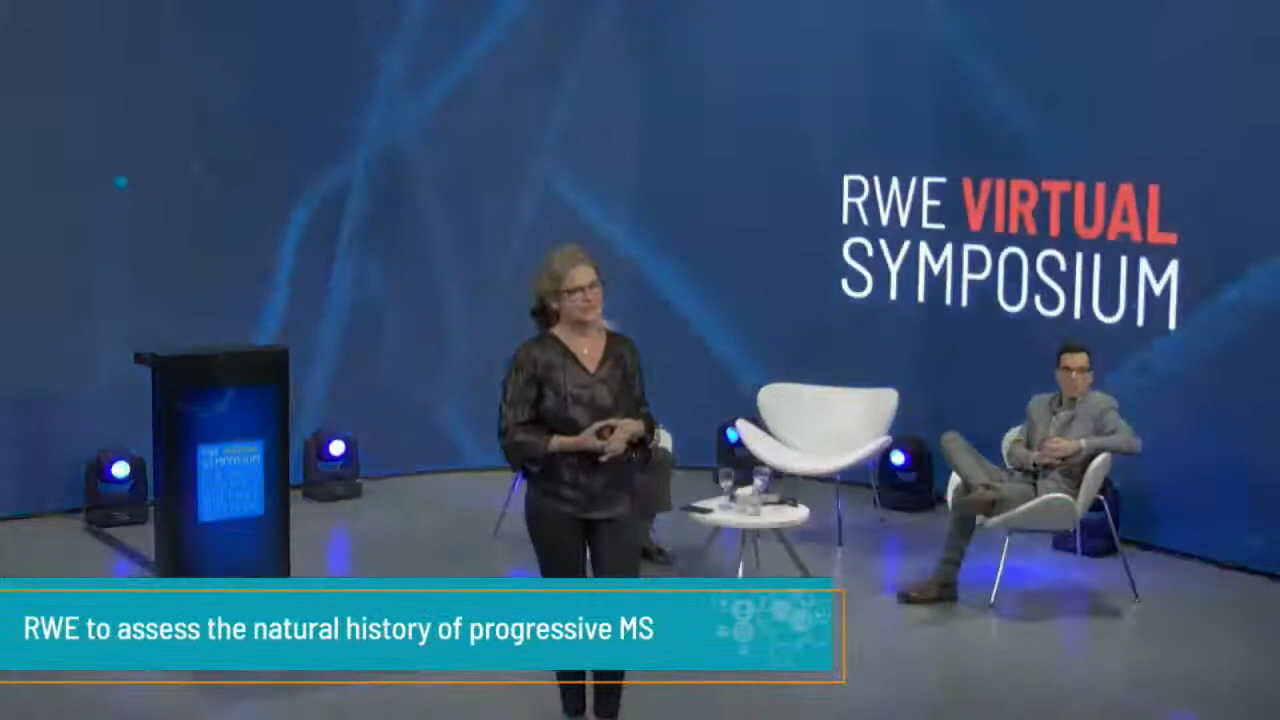 RWE VIRTUAL
SYMPOSIUM
RWE to assess the natural history of progressive MS